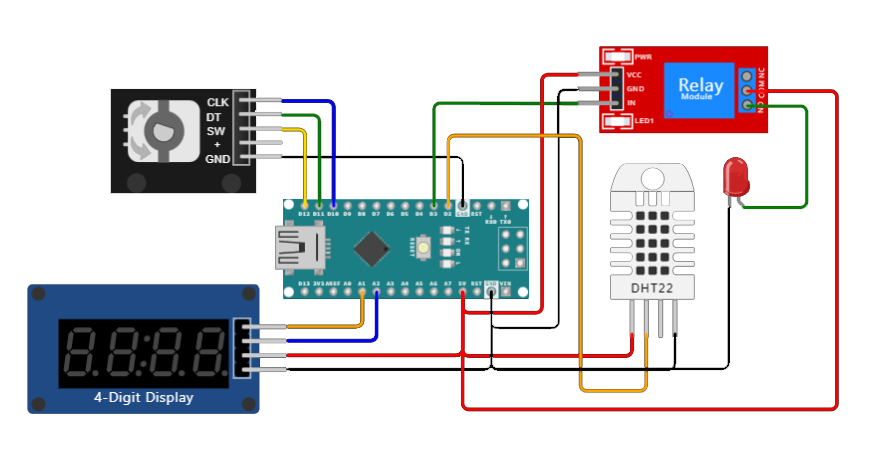 PWR
VCC
GND
IN
LED1
Relay
Module
NO COM NC
CLK
DT
SW
+
GND
D12 D11 D10 D9 D8 D7 D6 D5 D4 D3 D2 GND RST
RX0 TX0
RESET
TX
RX
ON
L
D13 3V3 AREF A0 A1 A2 A3 A4 A5 A6 A7 5V RST GND VIN
DHT22
4-Digit Display